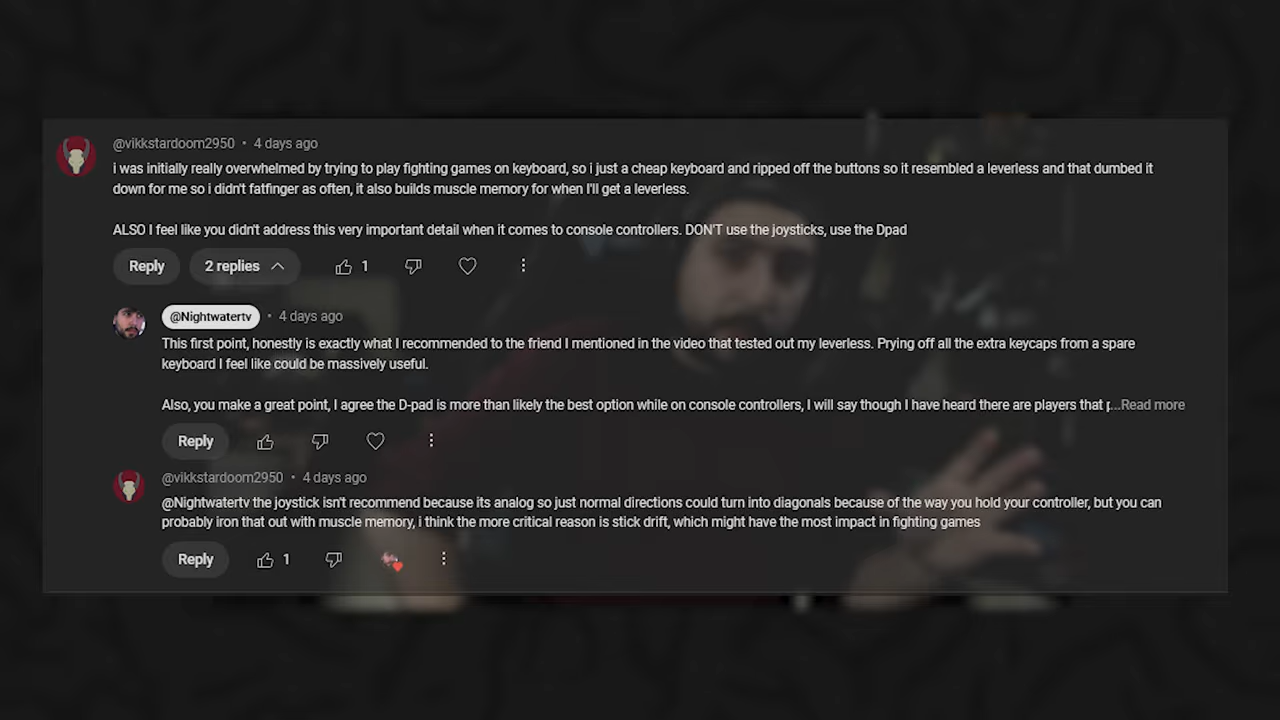 @vikkstardoom2950 • 4 days ago
i was initially really overwhelmed by trying to play fighting games on keyboard, so i just a cheap keyboard and ripped off the buttons so it resembled a leverless and that dumbed it
down for me so i didn't fatfinger as often, it also builds muscle memory for when I'll get a leverless.
ALSO I feel like you didn't address this very important detail when it comes to console controllers. DON'T use the joysticks, use the Dpad
Reply 2 replies 1
@Nightwatertv • 4 days ago
This first point, honestly is exactly what I recommended to the friend I mentioned in the video that tested out my leverless. Prying off all the extra keycaps from a spare
keyboard I feel like could be massively useful.
Also, you make a great point, I agree the D-pad is more than likely the best option while on console controllers, I will say though I have heard there are players that p...Read more
Reply
@vikkstardoom2950 • 4 days ago
@Nightwatertv the joystick isn't recommend because its analog so just normal directions could turn into diagonals because of the way you hold your controller, but you can
probably iron that out with muscle memory, i think the more critical reason is stick drift, which might have the most impact in fighting games
Reply 1